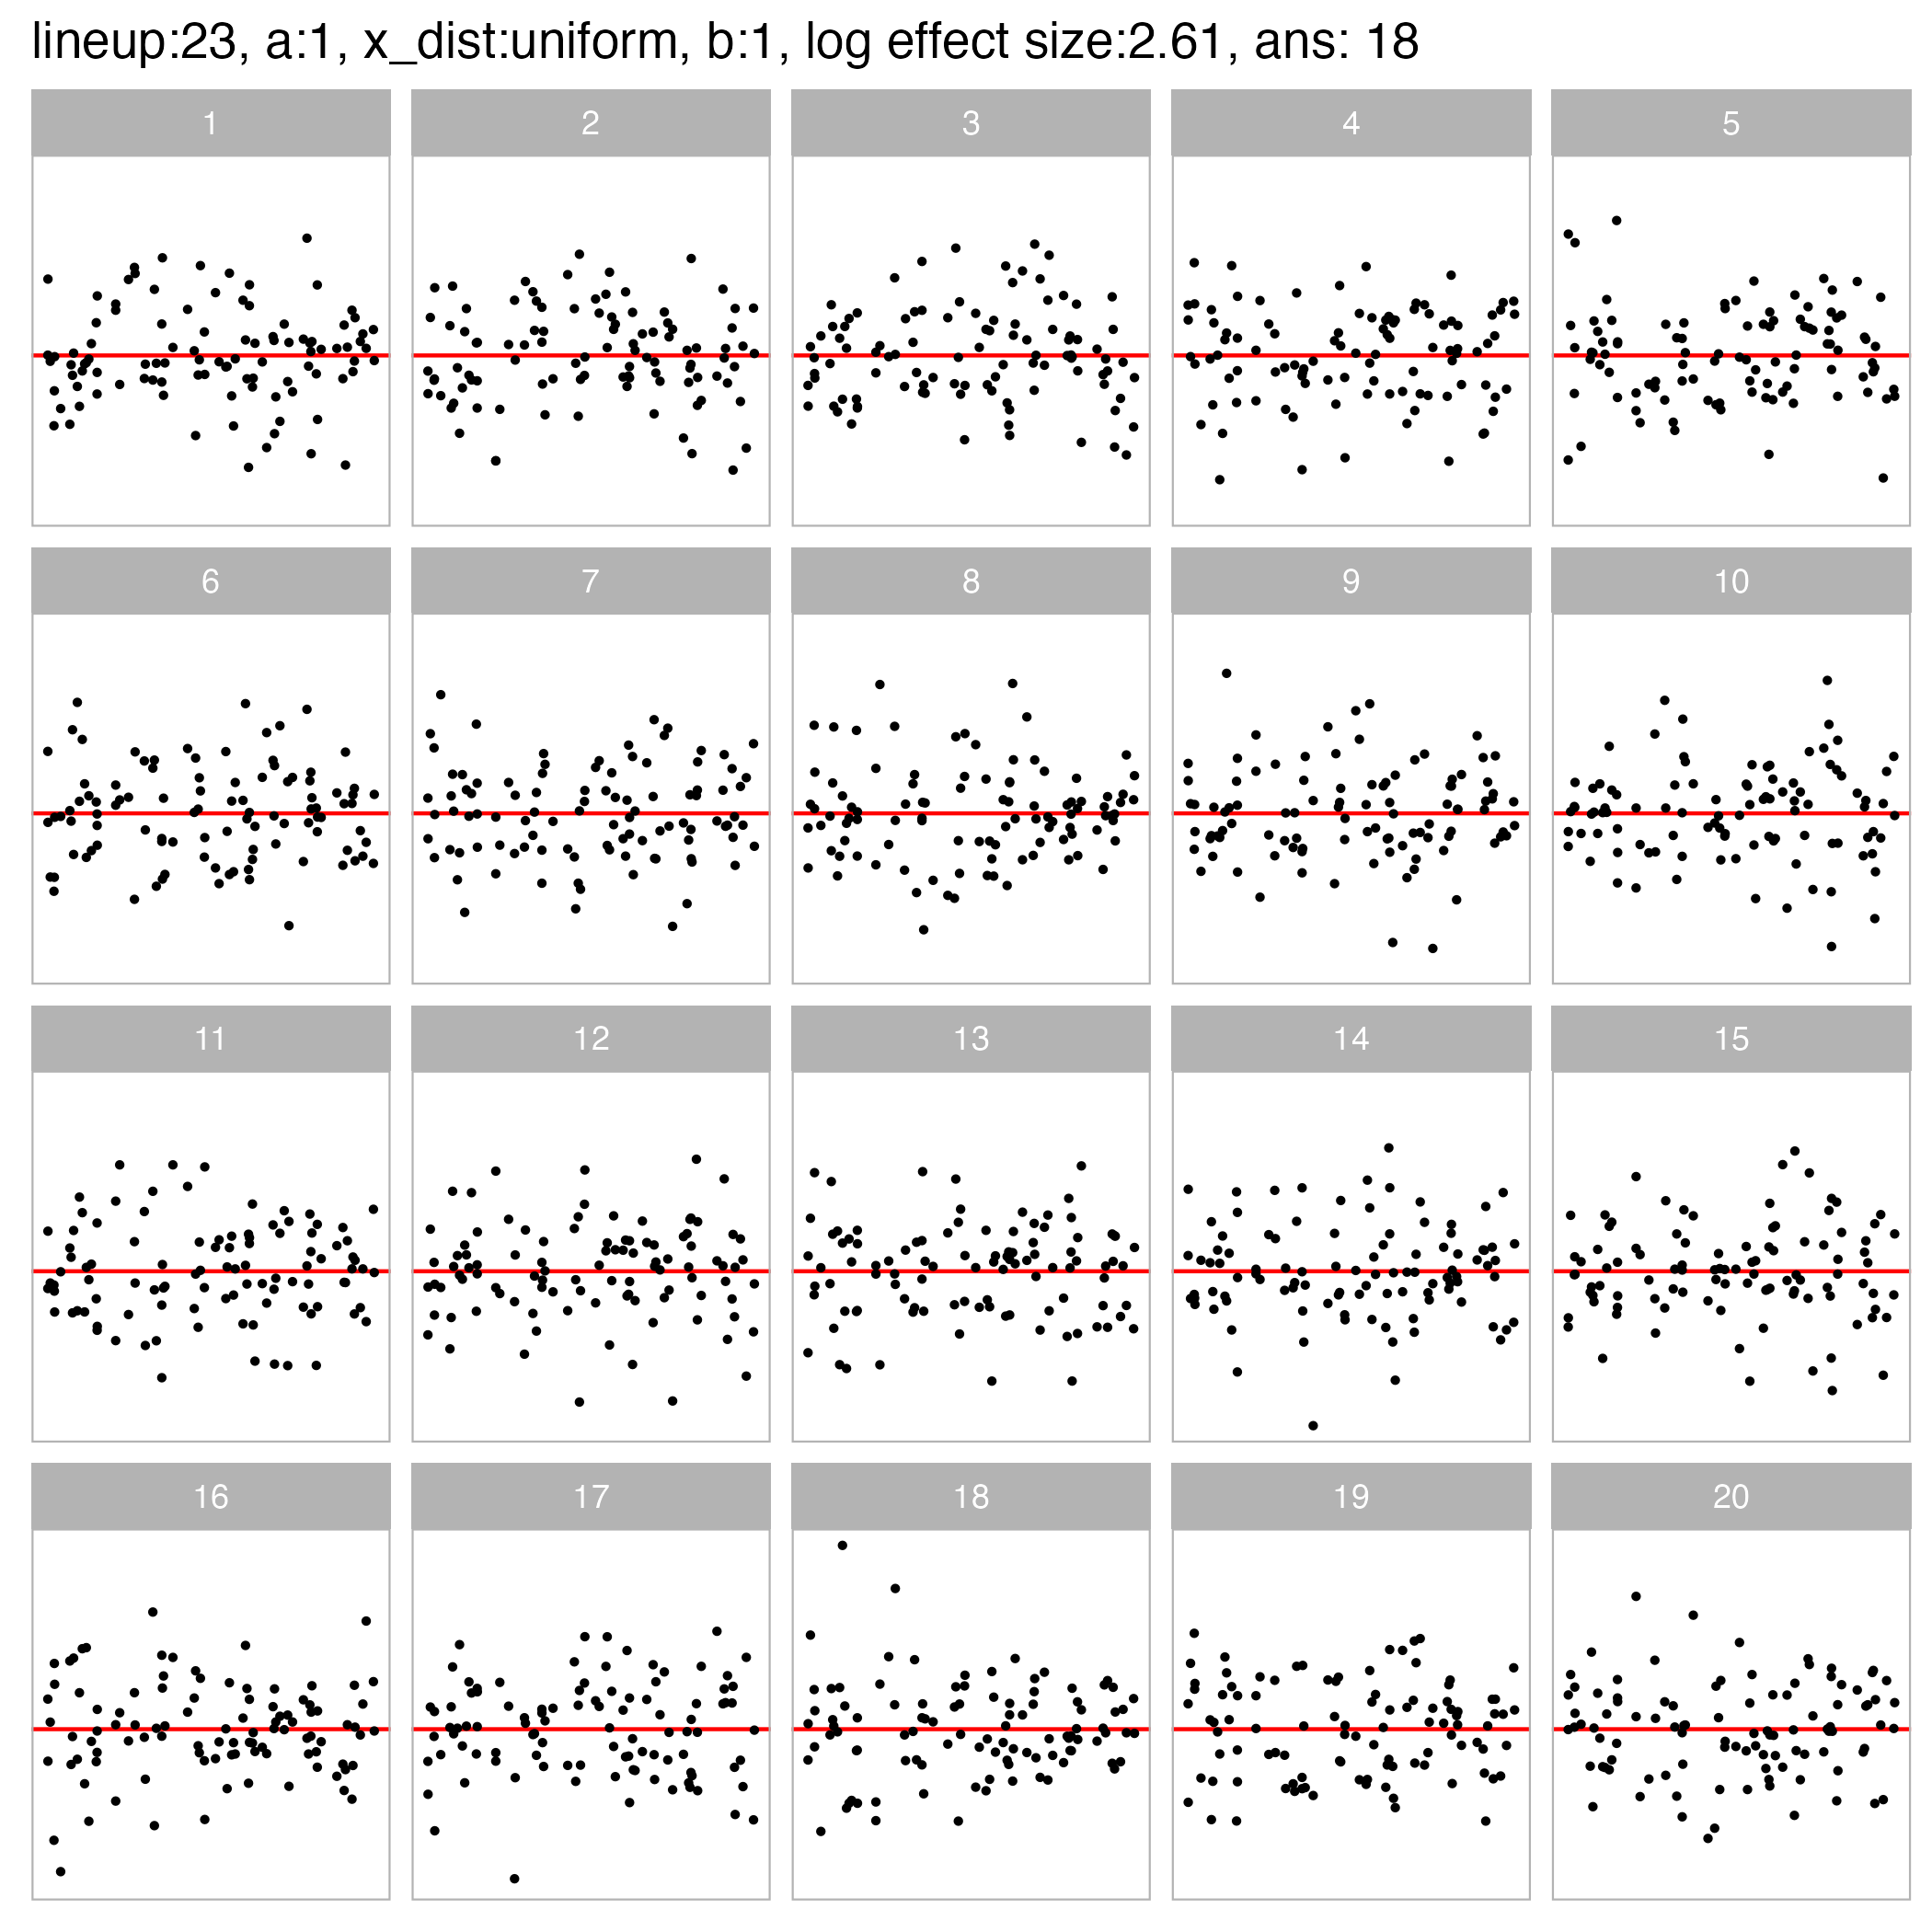 lineup:23, a:1, x_dist:uniform, b:1, log effect size:2.61, ans: 18
1 2 3 4 5
6 7 8 9 10
11 12 13 14 15
16 17 18 19 20